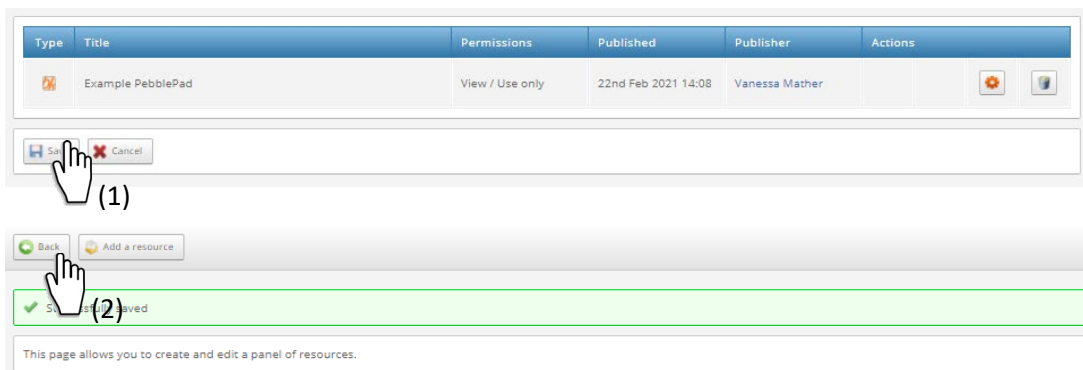 Type Title Permissions Published Publisher Actions
Example PebblePad View / Use only 22nd Feb 2021 14:08 Vanessa Mather
Cancel
(1)
Back Add a resource
(2) saved
This page allows you to create and edit a panel of resources.